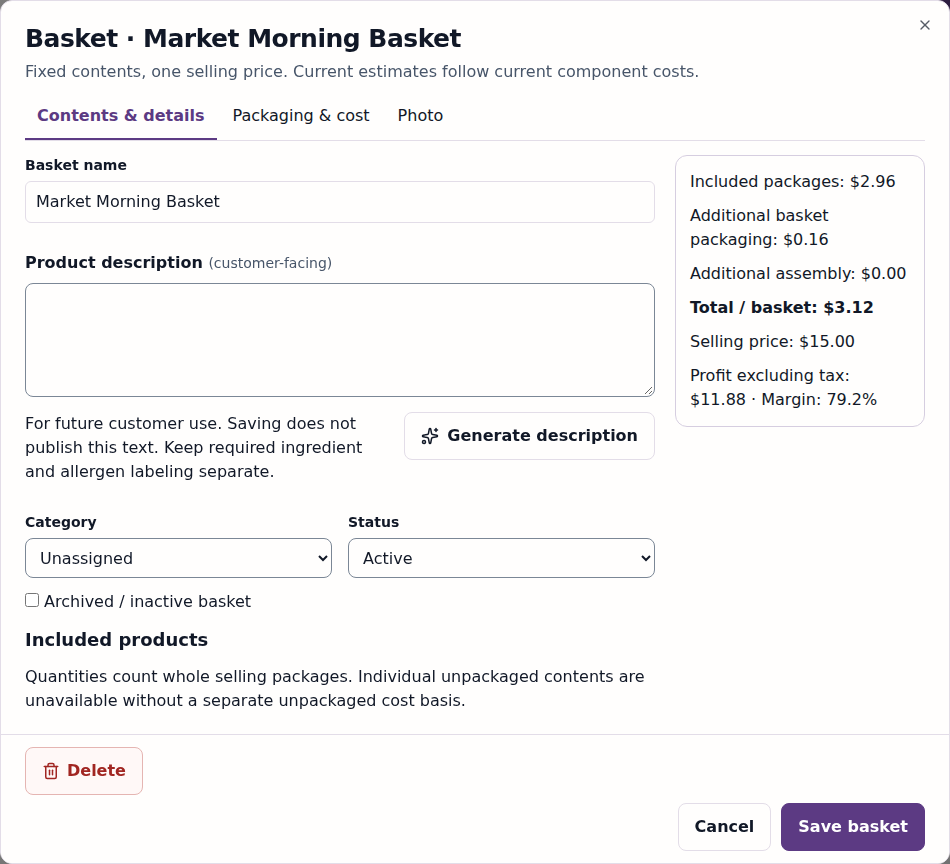 Basket · Market Morning Basket
Fixed contents, one selling price. Current estimates follow current component costs.
Contents & details
Packaging & cost
Photo
Basket name
Market Morning Basket
Product description (customer-facing)
For future customer use. Saving does not
publish this text. Keep required ingredient
and allergen labeling separate.
Generate description
Category
Status
Unassigned
Active
Archived / inactive basket
Included products
Quantities count whole selling packages. Individual unpackaged contents are
unavailable without a separate unpackaged cost basis.
Included packages: $2.96
Additional basket
packaging: $0.16
Additional assembly: $0.00
Total / basket: $3.12
Selling price: $15.00
Profit excluding tax:
$11.88 · Margin: 79.2%
Delete
Cancel
Save basket